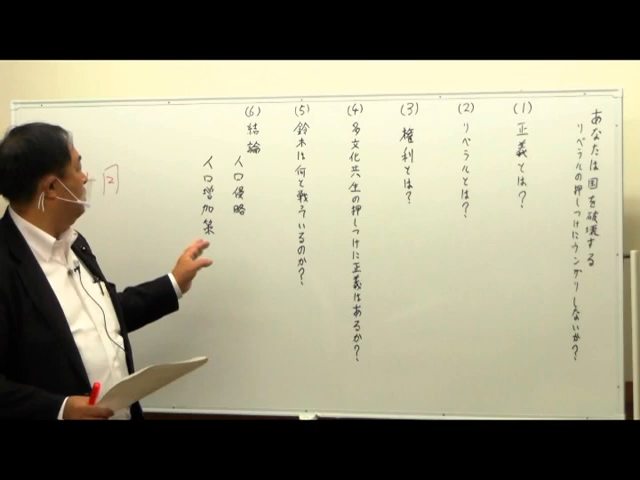 あなたは国を破壊する
リベラルの押しつけにウンザリしないか?
(1) 正義とは?
(2) リベラルとは?
(3) 権利とは?
(4) 多文化共生の押しつけに正義はあるか?
(5) 鈴木は何と戦っているのか?
(6) 結論
人口侵略
人口増加策